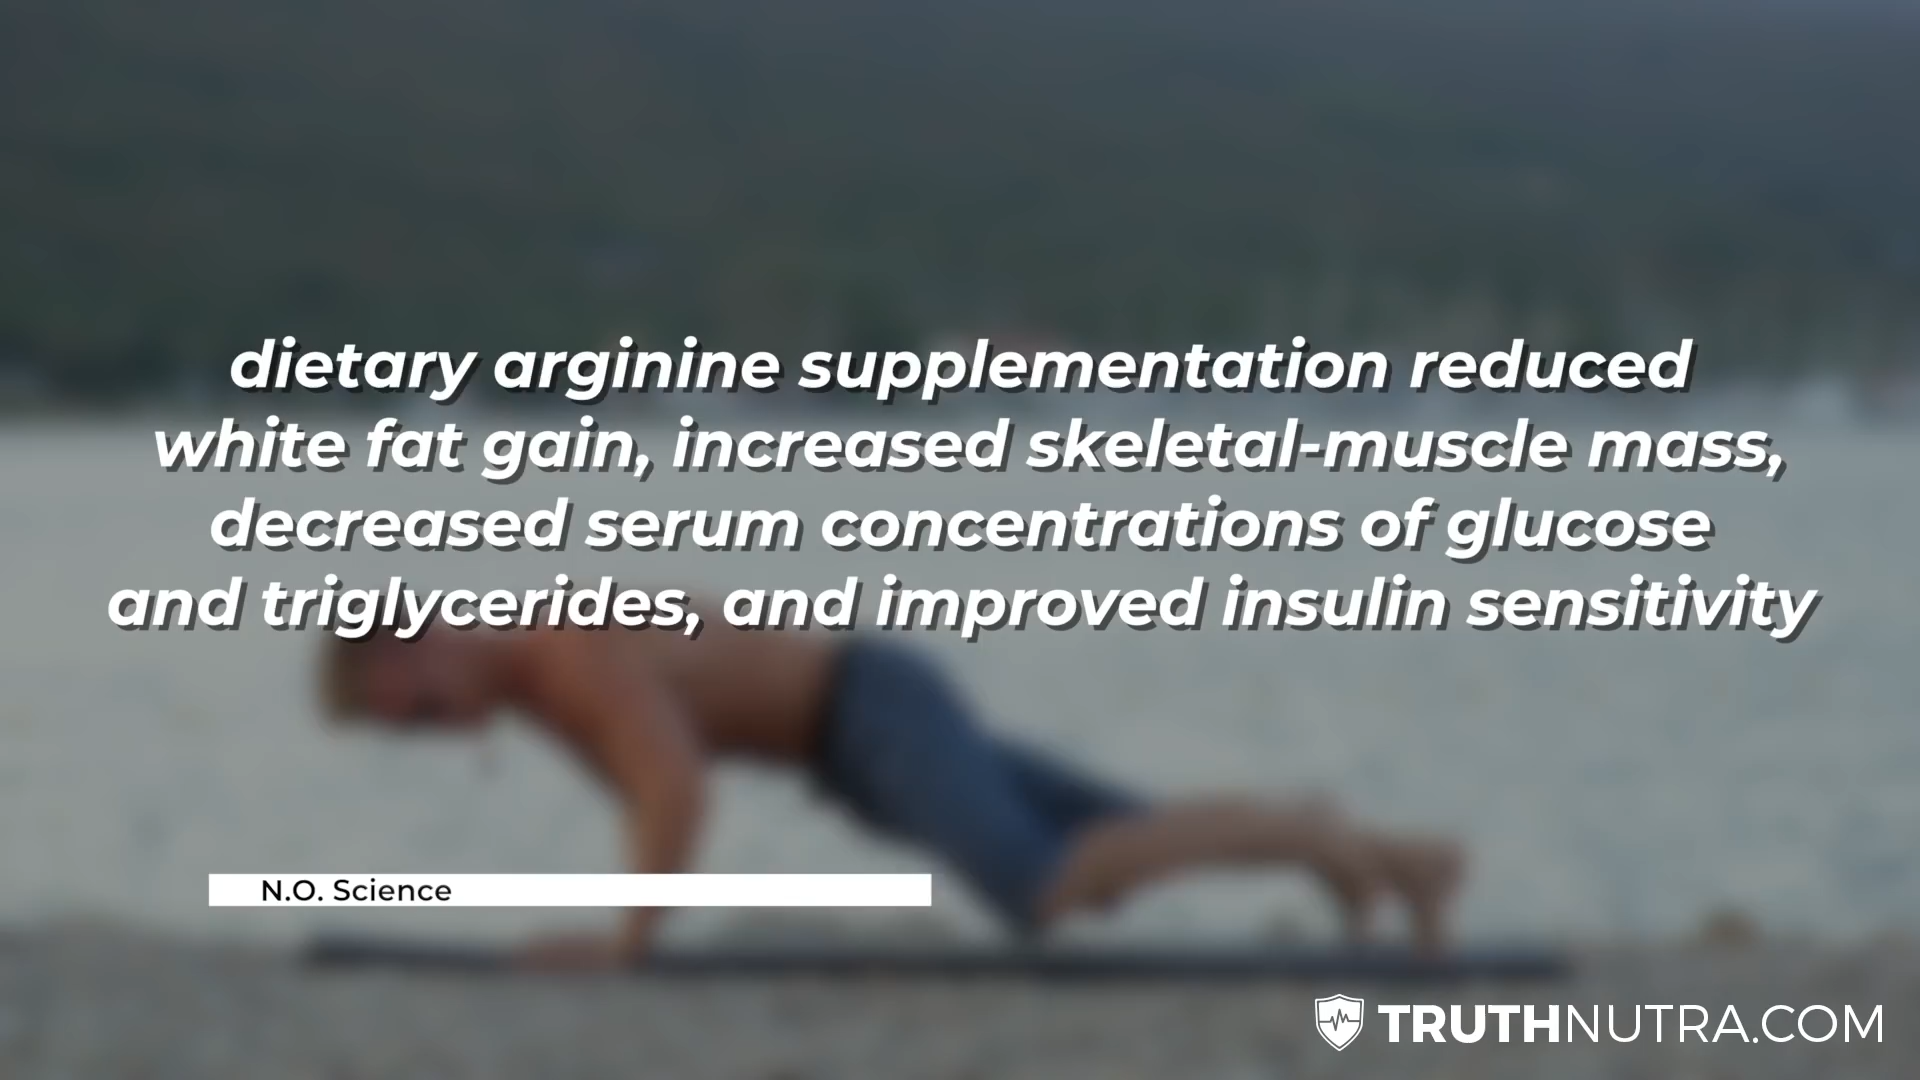 dietary arginine supplementation reduced
white fat gain, increased skeletal-muscle mass,
decreased serum concentrations of glucose
and triglycerides, and improved insulin sensitivity
N.O. Science
TRUTHNUTRA.COM